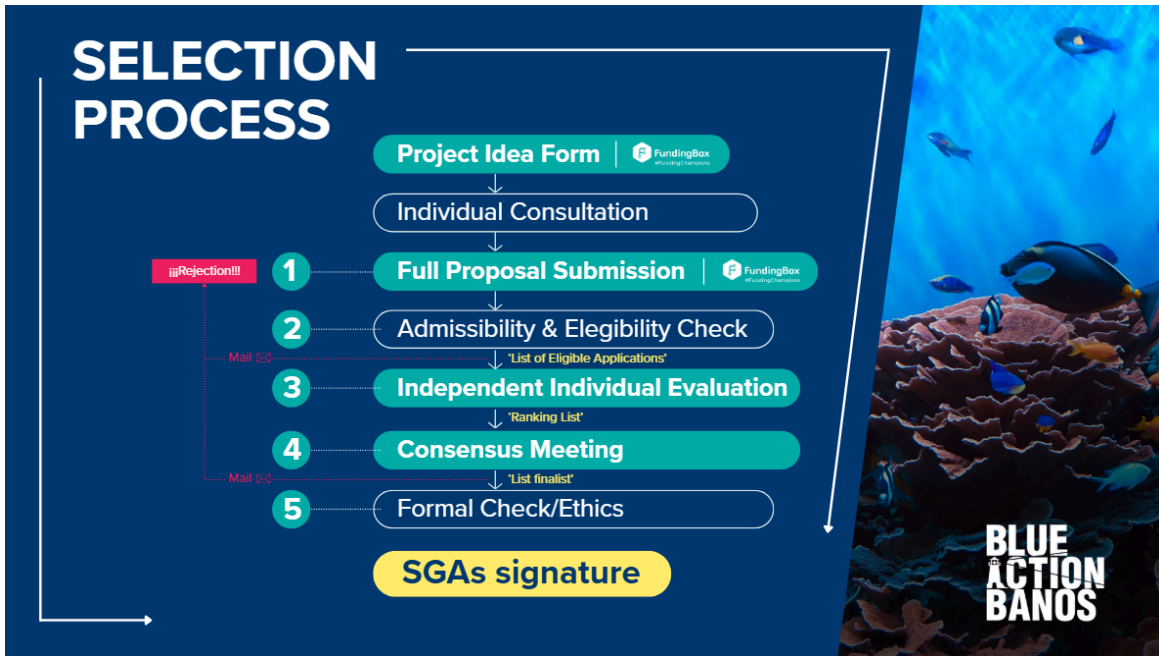 SELECTION
PROCESS
Project Idea Form
FundingBox
#FundingChampions
Individual Consultation
¡¡¡Rejection!!!
1
Full Proposal Submission
FundingBox
#FundingChampions
2
Admissibility & Elegibility Check
Mail
'List of Eligible Applications'
3
Independent Individual Evaluation
'Ranking List'
4
Consensus Meeting
Mail
'List finalist'
5
Formal Check/Ethics
SGAs signature
BLUE
ACTION
BANOS